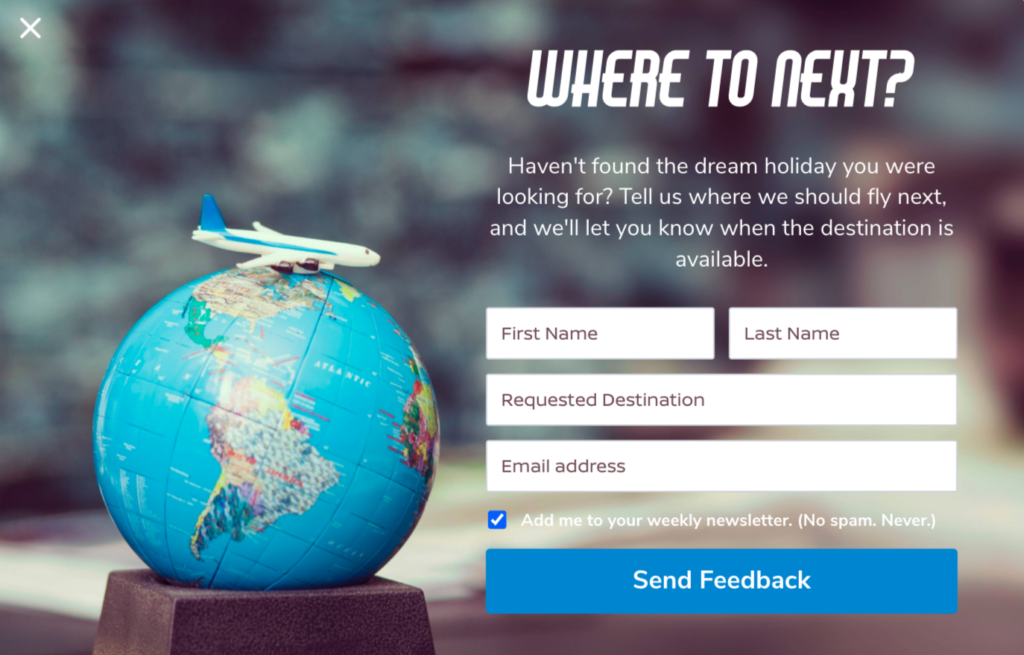 WHERE TO NEXT?
Haven't found the dream holiday you were
looking for? Tell us where we should fly next,
and we'll let you know when the destination is
available.
First Name
Last Name
Requested Destination
Email address
Add me to your weekly newsletter. (No spam. Never.)
Send Feedback
ATLANTIC